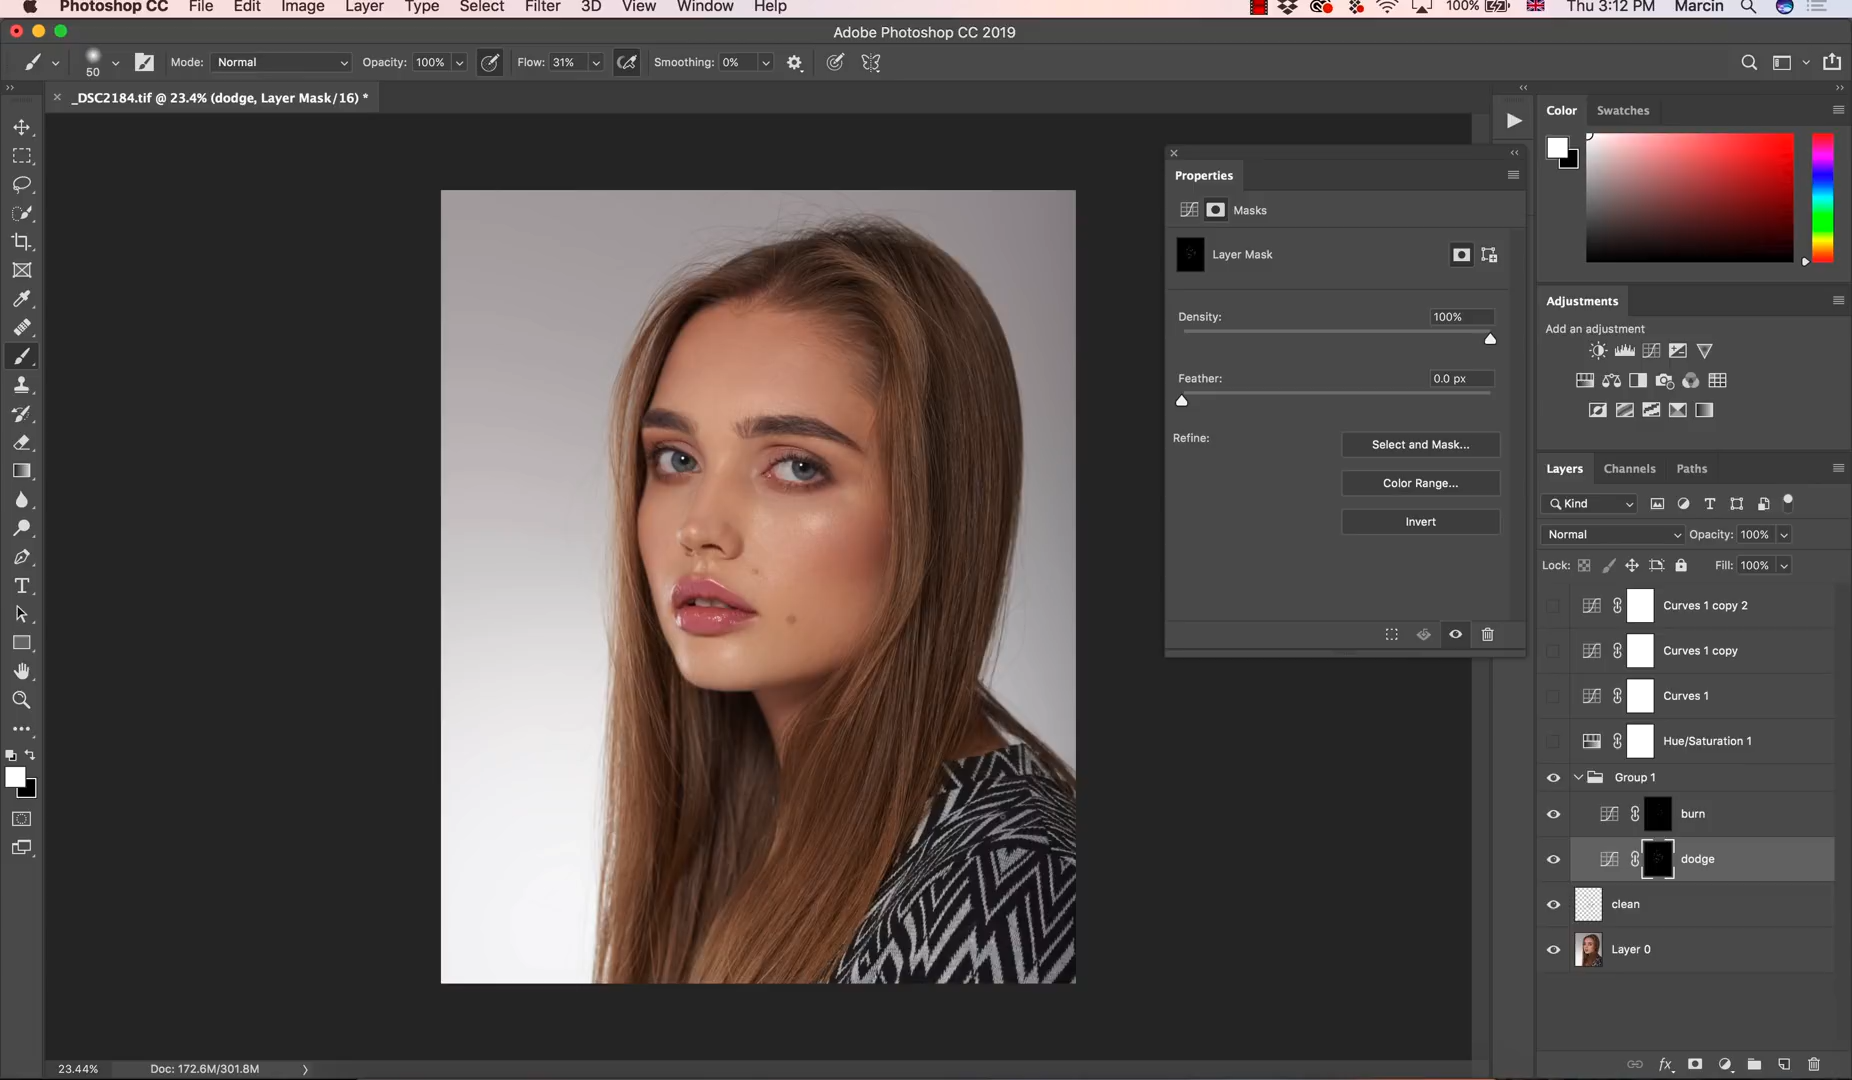 Photoshop CC File Edit Image Layer Type Select Filter 3D View Window Help 100% Thu 3:12 PM Marcin
Adobe Photoshop CC 2019
50 Mode: Normal Opacity: 100% Flow: 31% Smoothing: 0%
_DSC2184.tif @ 23.4% (dodge, Layer Mask/16) *
Color Swatches
Properties
Masks
Layer Mask
Density: 100%
Feather: 0.0 px
Refine:
Select and Mask...
Color Range...
Invert
Adjustments
Add an adjustment
Layers Channels Paths
Kind
Normal Opacity: 100%
Lock: Fill: 100%
Curves 1 copy 2
Curves 1 copy
Curves 1
Hue/Saturation 1
Group 1
burn
dodge
clean
Layer 0
fx
23.44% Doc: 172.6M/301.8M